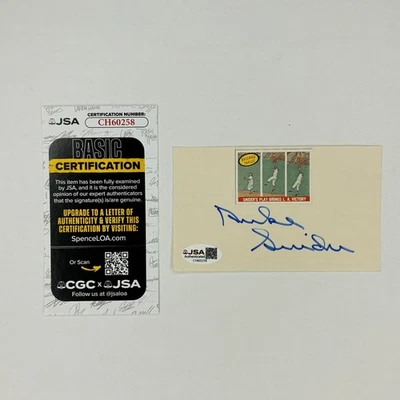 JSA
CERTIFICATION NUMBER:
CH60258
BASIC
CERTIFICATION
This item has been fully examined
by JSA, and it is the considered
opinion of our expert authenticators
that the signature(s) is/are genuine.
UPGRADE TO A LETTER OF
AUTHENTICITY & VERIFY THIS
CERTIFICATION BY VISITING:
SpenceLOA.com
Or Scan
CGC x JSA
Follow us at @jsaloa
SNIDER'S PLAY BRINGS L. A. VICTORY
Duke
Snider
JSA
Authenticated
CH60258